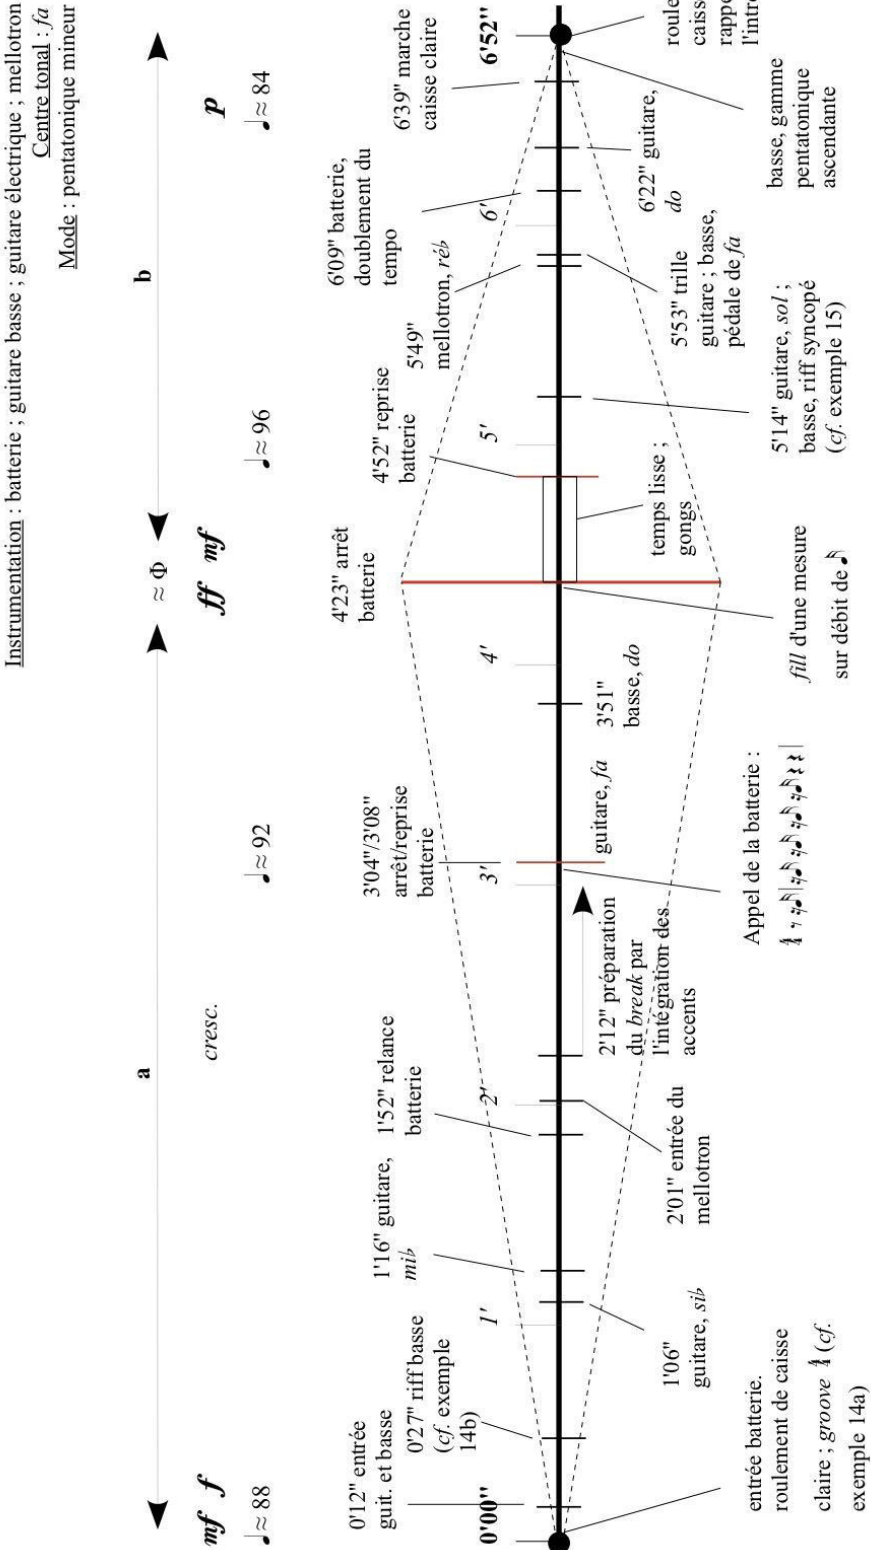 Instrumentation : batterie ; guitare basse ; guitare électrique ; mellotron
Centre tonal : fa
Mode : pentatonique mineur
a
≈ Φ
b
mf f
cresc.
ff mf
p
♩ ≈ 88
♩ ≈ 92
♩ ≈ 96
♩ ≈ 84
0'12" entrée
guit. et basse
0'27" riff basse
(cf. exemple
14b)
1'16" guitare,
mi♭
1'52" relance
batterie
3'04"/3'08"
arrêt/reprise
batterie
4'23" arrêt
batterie
4'52" reprise
batterie
5'49"
mellotron, ré♭
6'09" batterie,
doublement du
tempo
6'39" marche
caisse claire
0'00"
1'
2'
3'
4'
5'
6'
6'52"
1'06"
guitare, si♭
2'01" entrée du
mellotron
2'12" préparation
du break par
l'intégration des
accents
guitare, fa
3'51"
basse, do
temps lisse ;
gongs
5'53" trille
guitare ; basse,
pédale de fa
6'22" guitare,
do
entrée batterie.
roulement de caisse
claire ; groove (cf.
exemple 14a)
Appel de la batterie :
fill d'une mesure
sur débit de
5'14" guitare, sol ;
basse, riff syncopé
(cf. exemple 15)
basse, gamme
pentatonique
ascendante
roule
caiss
rappe
l'intr